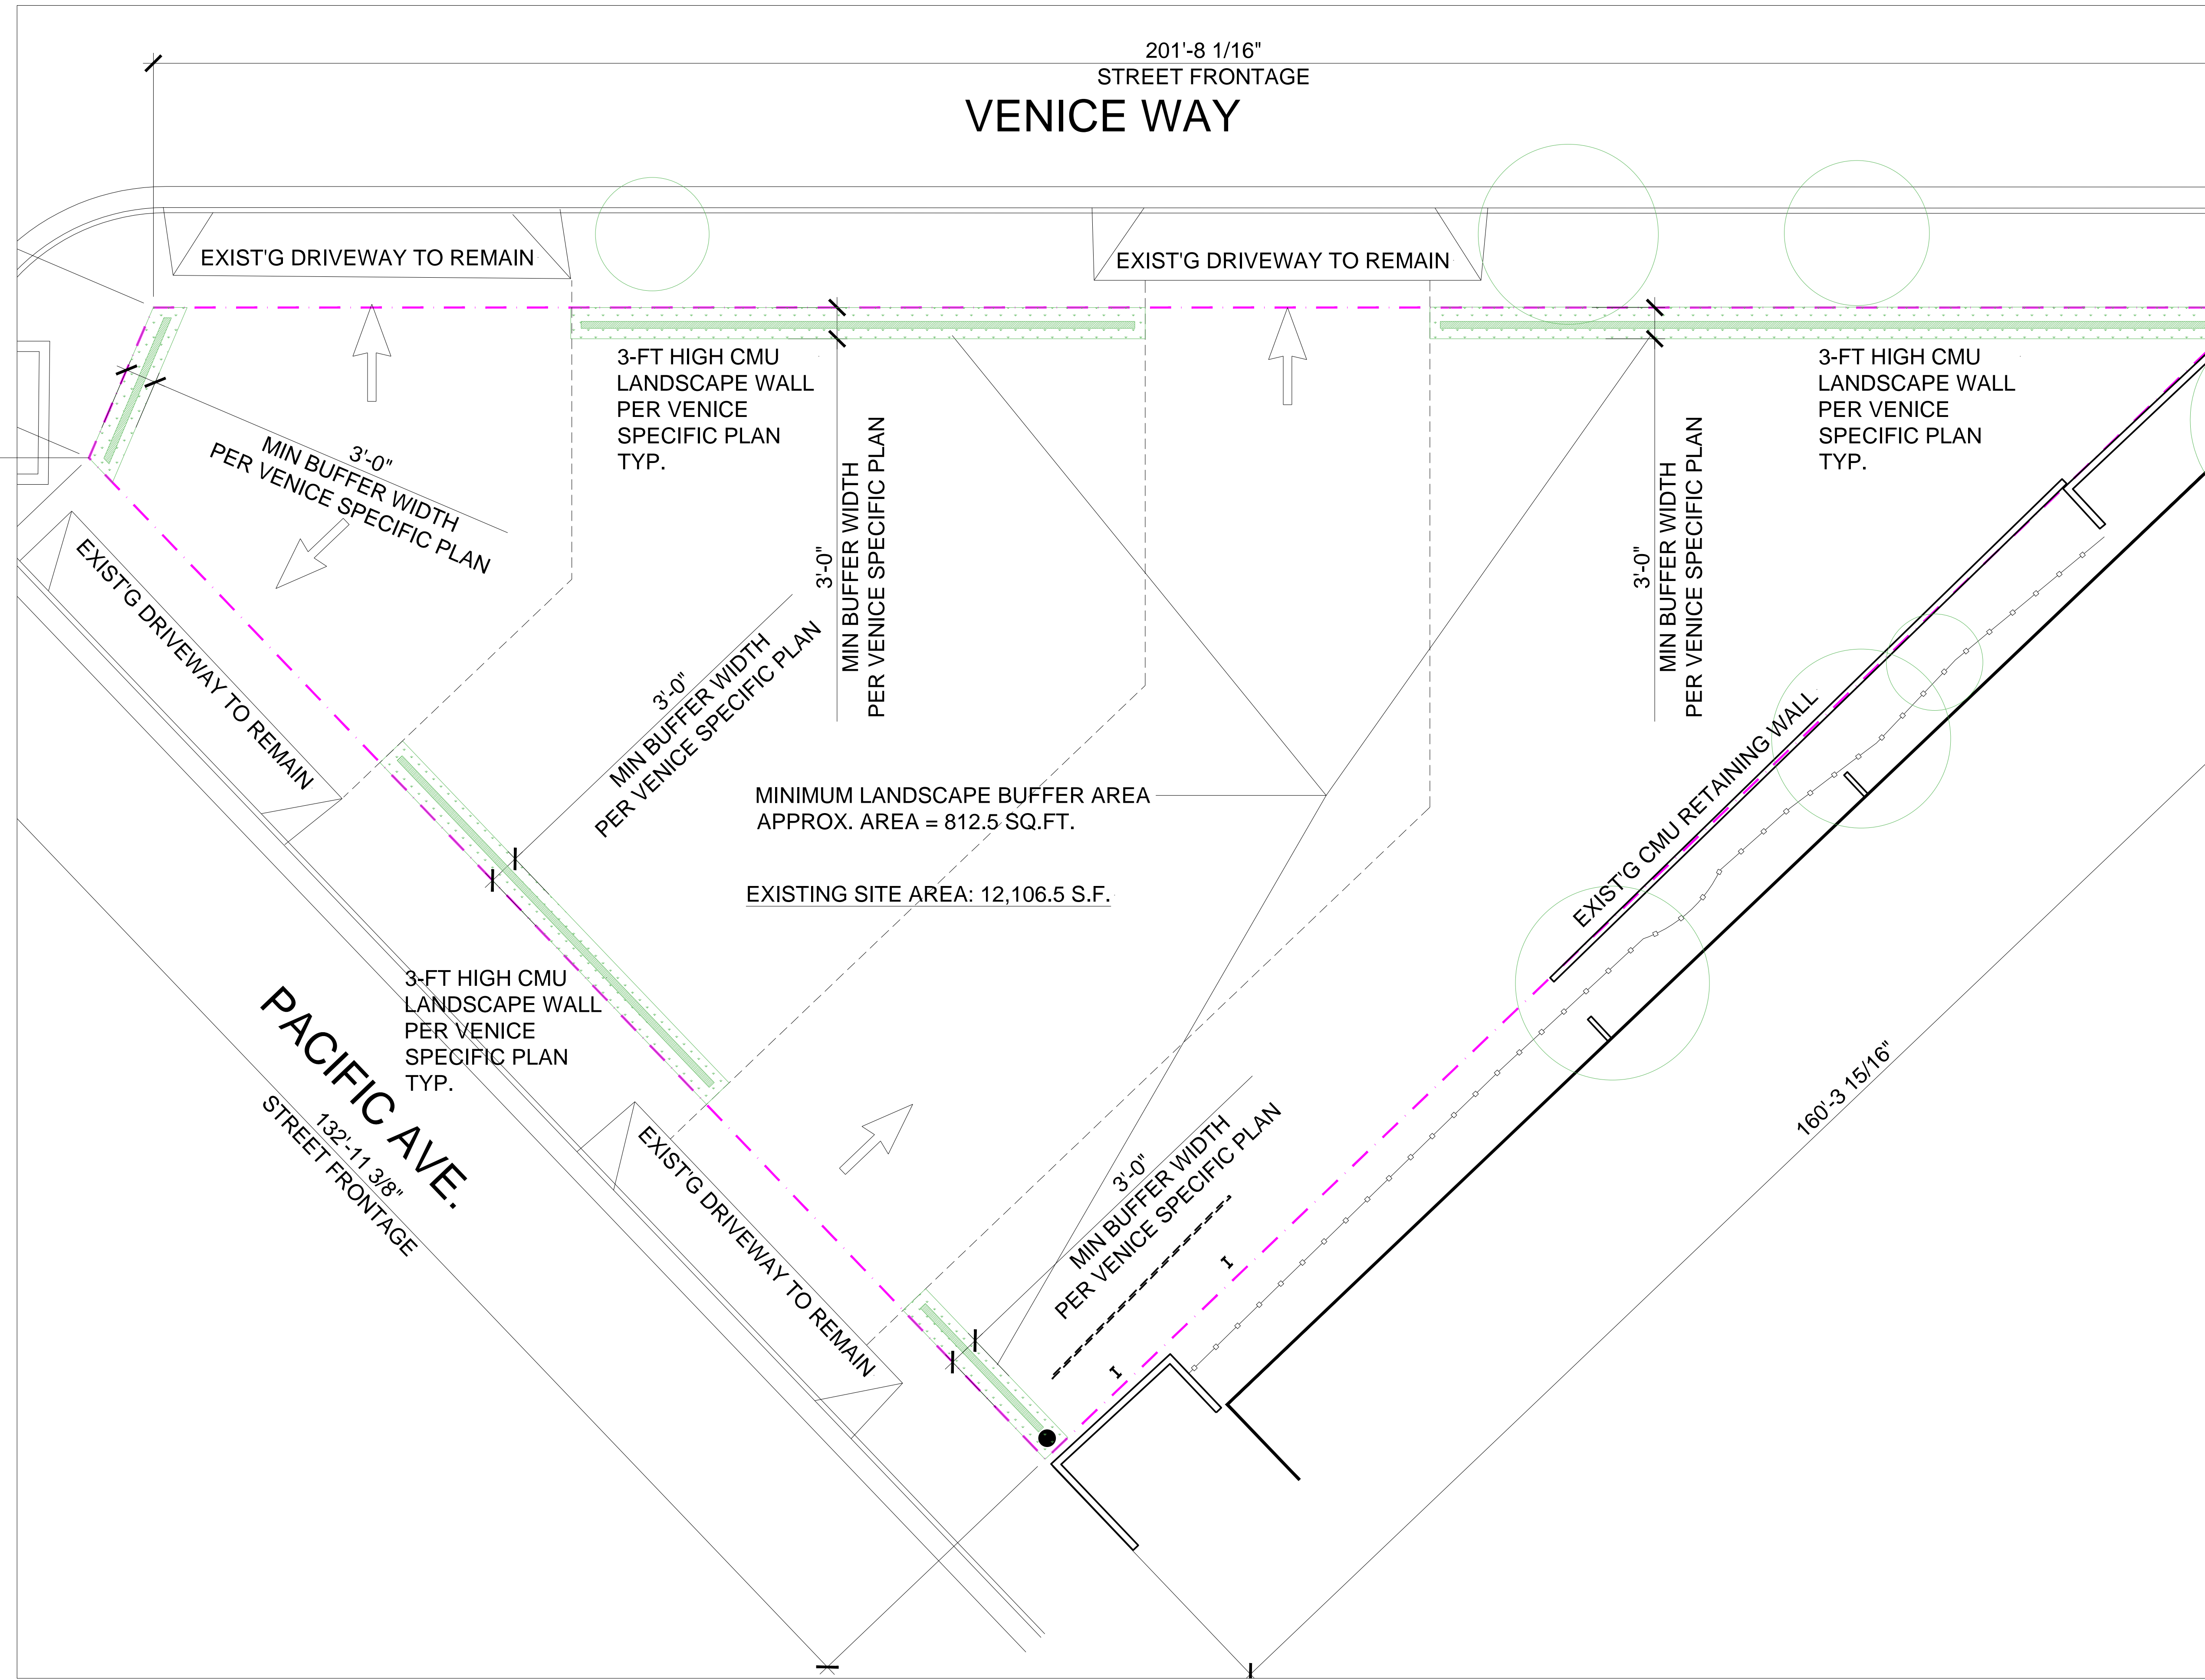 201'-8 1/16"
STREET FRONTAGE
VENICE WAY
EXIST'G DRIVEWAY TO REMAIN
EXIST'G DRIVEWAY TO REMAIN
3-FT HIGH CMU
LANDSCAPE WALL
PER VENICE
SPECIFIC PLAN
TYP.
3'-0"
MIN BUFFER WIDTH
PER VENICE SPECIFIC PLAN
3'-0"
MIN BUFFER WIDTH
PER VENICE SPECIFIC PLAN
3'-0"
MIN BUFFER WIDTH
PER VENICE SPECIFIC PLAN
3-FT HIGH CMU
LANDSCAPE WALL
PER VENICE
SPECIFIC PLAN
TYP.
EXIST'G DRIVEWAY TO REMAIN
3'-0"
MIN BUFFER WIDTH
PER VENICE SPECIFIC PLAN
MINIMUM LANDSCAPE BUFFER AREA
APPROX. AREA = 812.5 SQ.FT.
EXISTING SITE AREA: 12,106.5 S.F.
EXIST'G CMU RETAINING WALL
3-FT HIGH CMU
LANDSCAPE WALL
PER VENICE
SPECIFIC PLAN
TYP.
PACIFIC AVE.
132'-11 3/8"
STREET FRONTAGE
EXIST'G DRIVEWAY TO REMAIN
3'-0"
MIN BUFFER WIDTH
PER VENICE SPECIFIC PLAN
160'-3 15/16"